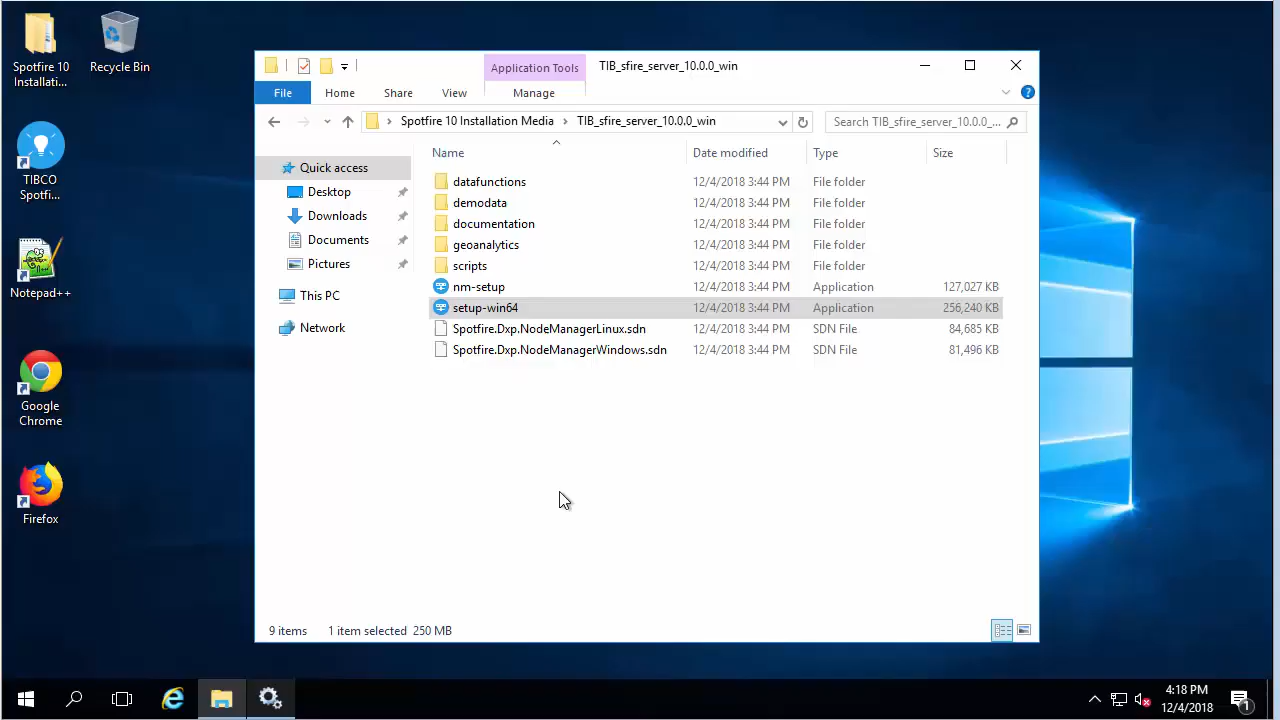 Spotfire 10
Installati...
Recycle Bin
TIBCO
Spotfi...
Notepad++
Google
Chrome
Firefox
Application Tools
TIB_sfire_server_10.0.0_win
File
Home
Share
View
Manage
Spotfire 10 Installation Media
TIB_sfire_server_10.0.0_win
Search TIB_sfire_server_10.0.0_...
Quick access
Desktop
Downloads
Documents
Pictures
This PC
Network
Name Date modified Type Size
datafunctions 12/4/2018 3:44 PM File folder
demodata 12/4/2018 3:44 PM File folder
documentation 12/4/2018 3:44 PM File folder
geoanalytics 12/4/2018 3:44 PM File folder
scripts 12/4/2018 3:44 PM File folder
nm-setup 12/4/2018 3:44 PM Application 127,027 KB
setup-win64 12/4/2018 3:44 PM Application 256,240 KB
Spotfire.Dxp.NodeManagerLinux.sdn 12/4/2018 3:44 PM SDN File 84,685 KB
Spotfire.Dxp.NodeManagerWindows.sdn 12/4/2018 3:44 PM SDN File 81,496 KB
9 items 1 item selected 250 MB
4:18 PM
12/4/2018
1